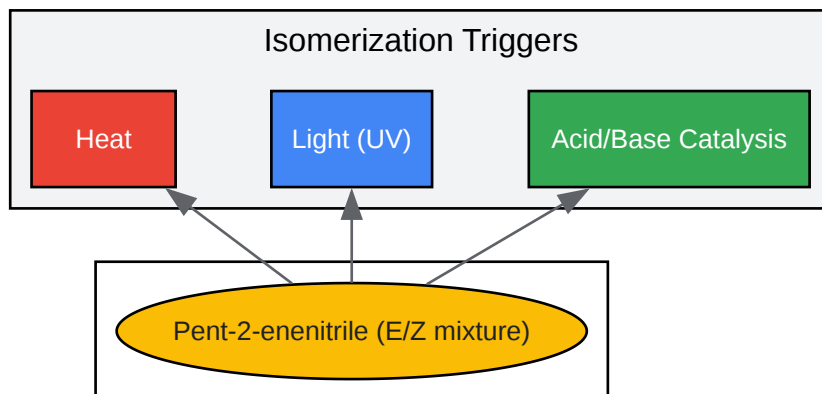 Isomerization Triggers
Heat
Light (UV)
Acid/Base Catalysis
Pent-2-enenitrile (E/Z mixture)